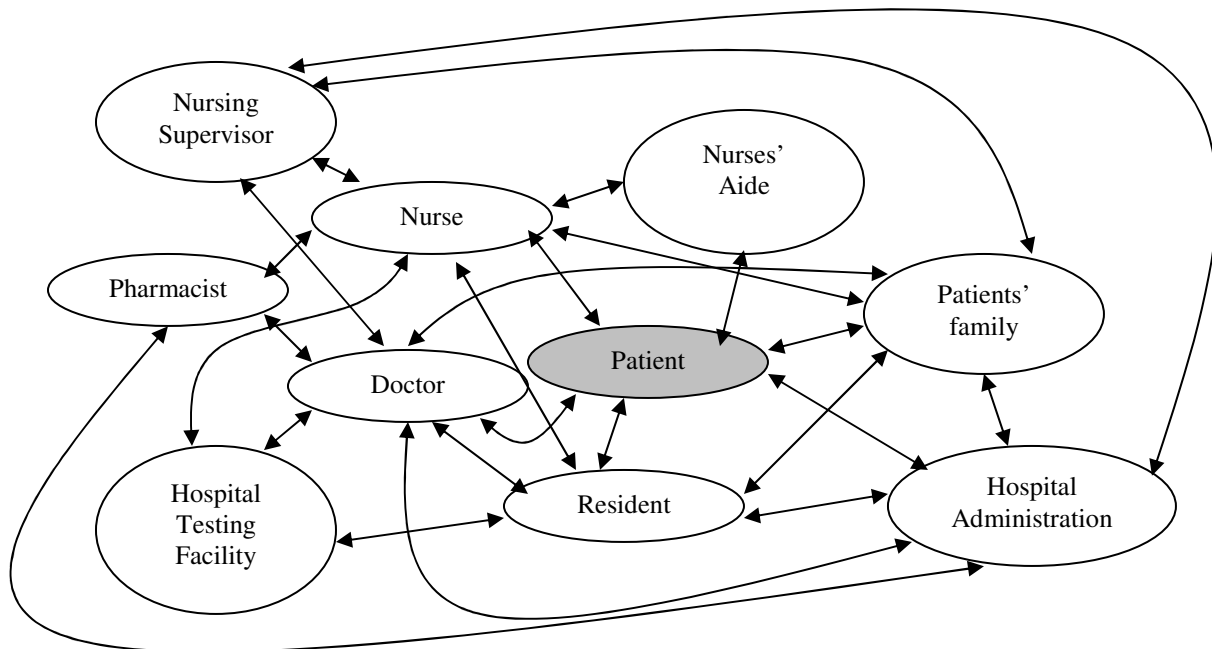 Nursing
Supervisor
Nurses’
Aide
Nurse
Pharmacist
Patients’
family
Patient
Doctor
Hospital
Testing
Facility
Resident
Hospital
Administration